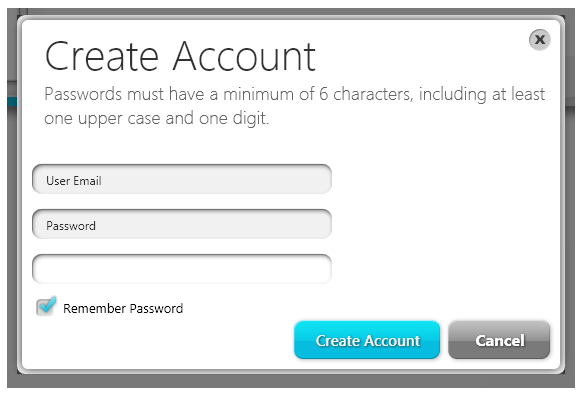 Create Account
Passwords must have a minimum of 6 characters, including at least
one upper case and one digit.
User Email
Password
Remember Password
Create Account
Cancel